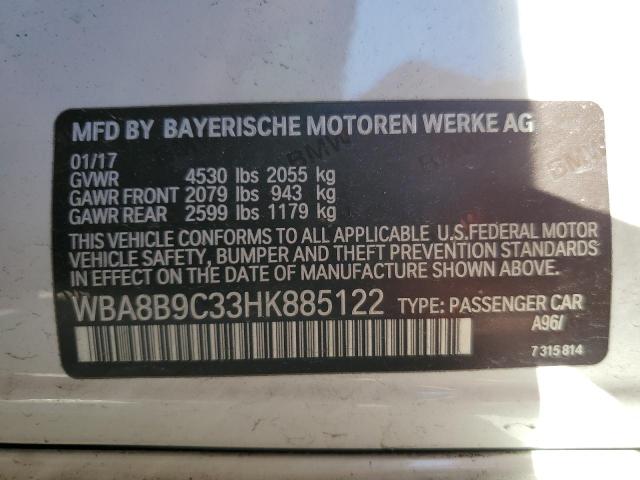 MFD BY BAYERISCHE MOTOREN WERKE AG
01/17
GVWR 4530 lbs 2055 kg
GAWR FRONT 2079 lbs 943 kg
GAWR REAR 2599 lbs 1179 kg
THIS VEHICLE CONFORMS TO ALL APPLICABLE U.S.FEDERAL MOTOR
VEHICLE SAFETY, BUMPER AND THEFT PREVENTION STANDARDS
IN EFFECT ON THE DATE OF MANUFACTURE SHOWN ABOVE.
WBA8B9C33HK885122 TYPE: PASSENGER CAR
A96/
7 315 814